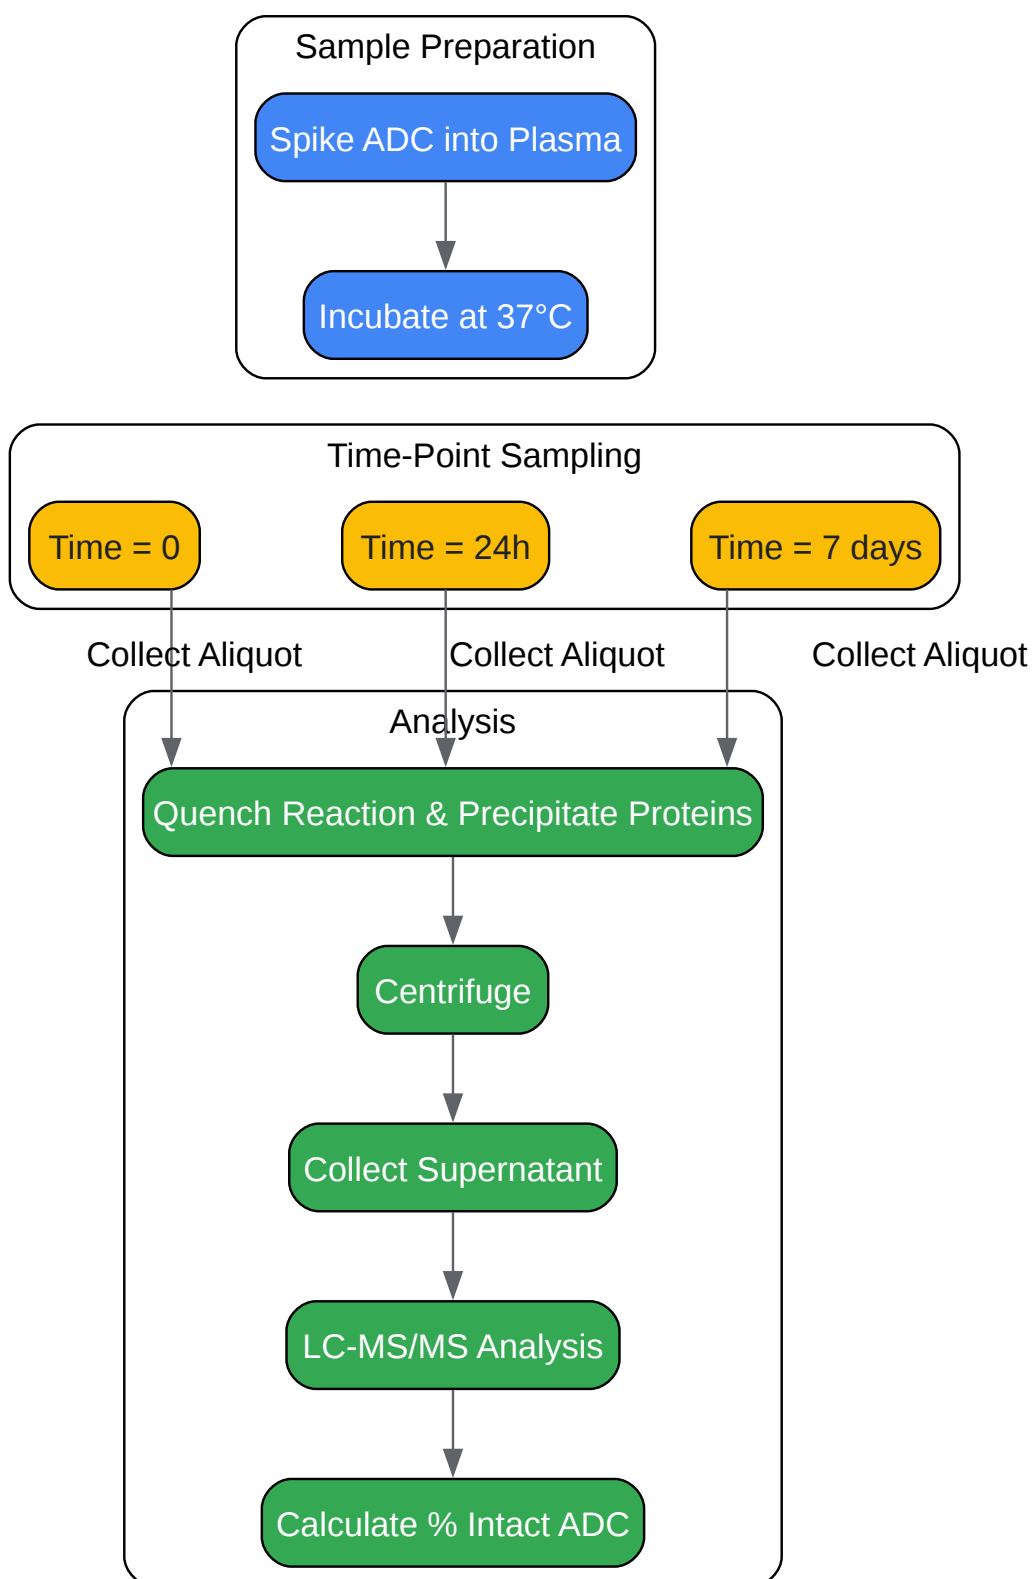 Sample Preparation
Spike ADC into Plasma
Incubate at 37°C
Time-Point Sampling
Time = 0
Time = 24h
Time = 7 days
Collect Aliquot
Collect Aliquot
Collect Aliquot
Analysis
Quench Reaction & Precipitate Proteins
Centrifuge
Collect Supernatant
LC-MS/MS Analysis
Calculate % Intact ADC